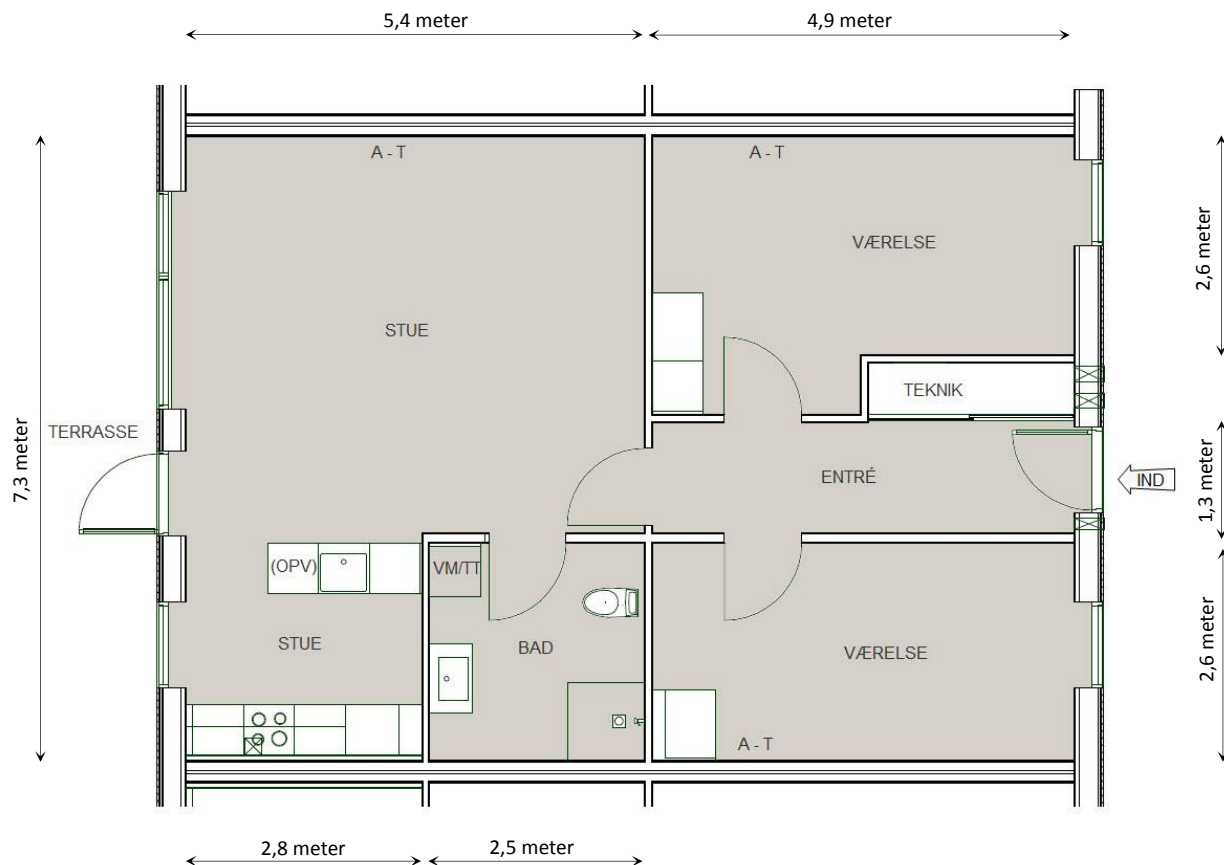 5,4 meter
4,9 meter
A - T
A - T
VÆRELSE
2,6 meter
STUE
TEKNIK
TERRASSE
7,3 meter
ENTRÉ
IND
1,3 meter
(OPV)
VM/TT
STUE
BAD
VÆRELSE
2,6 meter
A - T
2,8 meter
2,5 meter